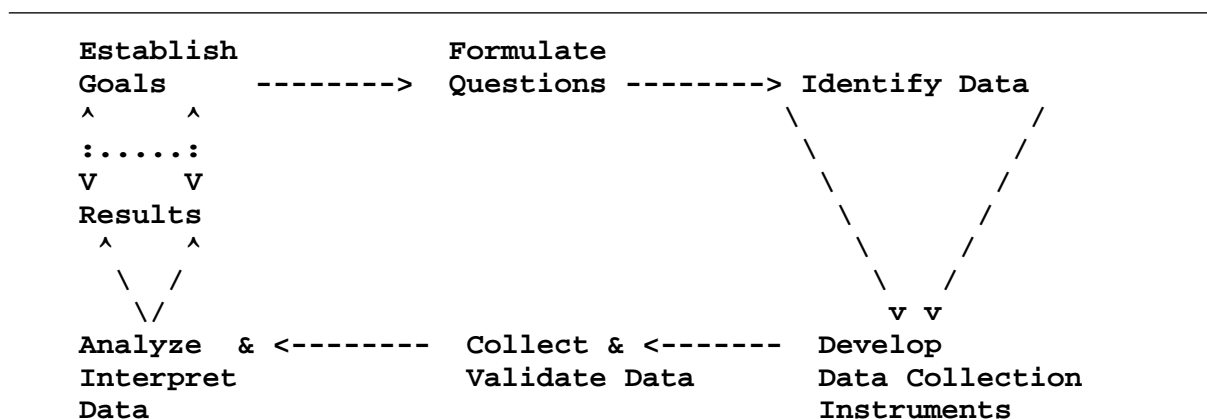 Establish Formulate
Goals --------> Questions --------> Identify Data
^ ^ \ /
:.....: \ /
V V \ /
Results \ /
^ ^ \ /
\ / \ /
\/ v v
Analyze & <-------- Collect & <------- Develop
Interpret Validate Data Data Collection
Data Instruments